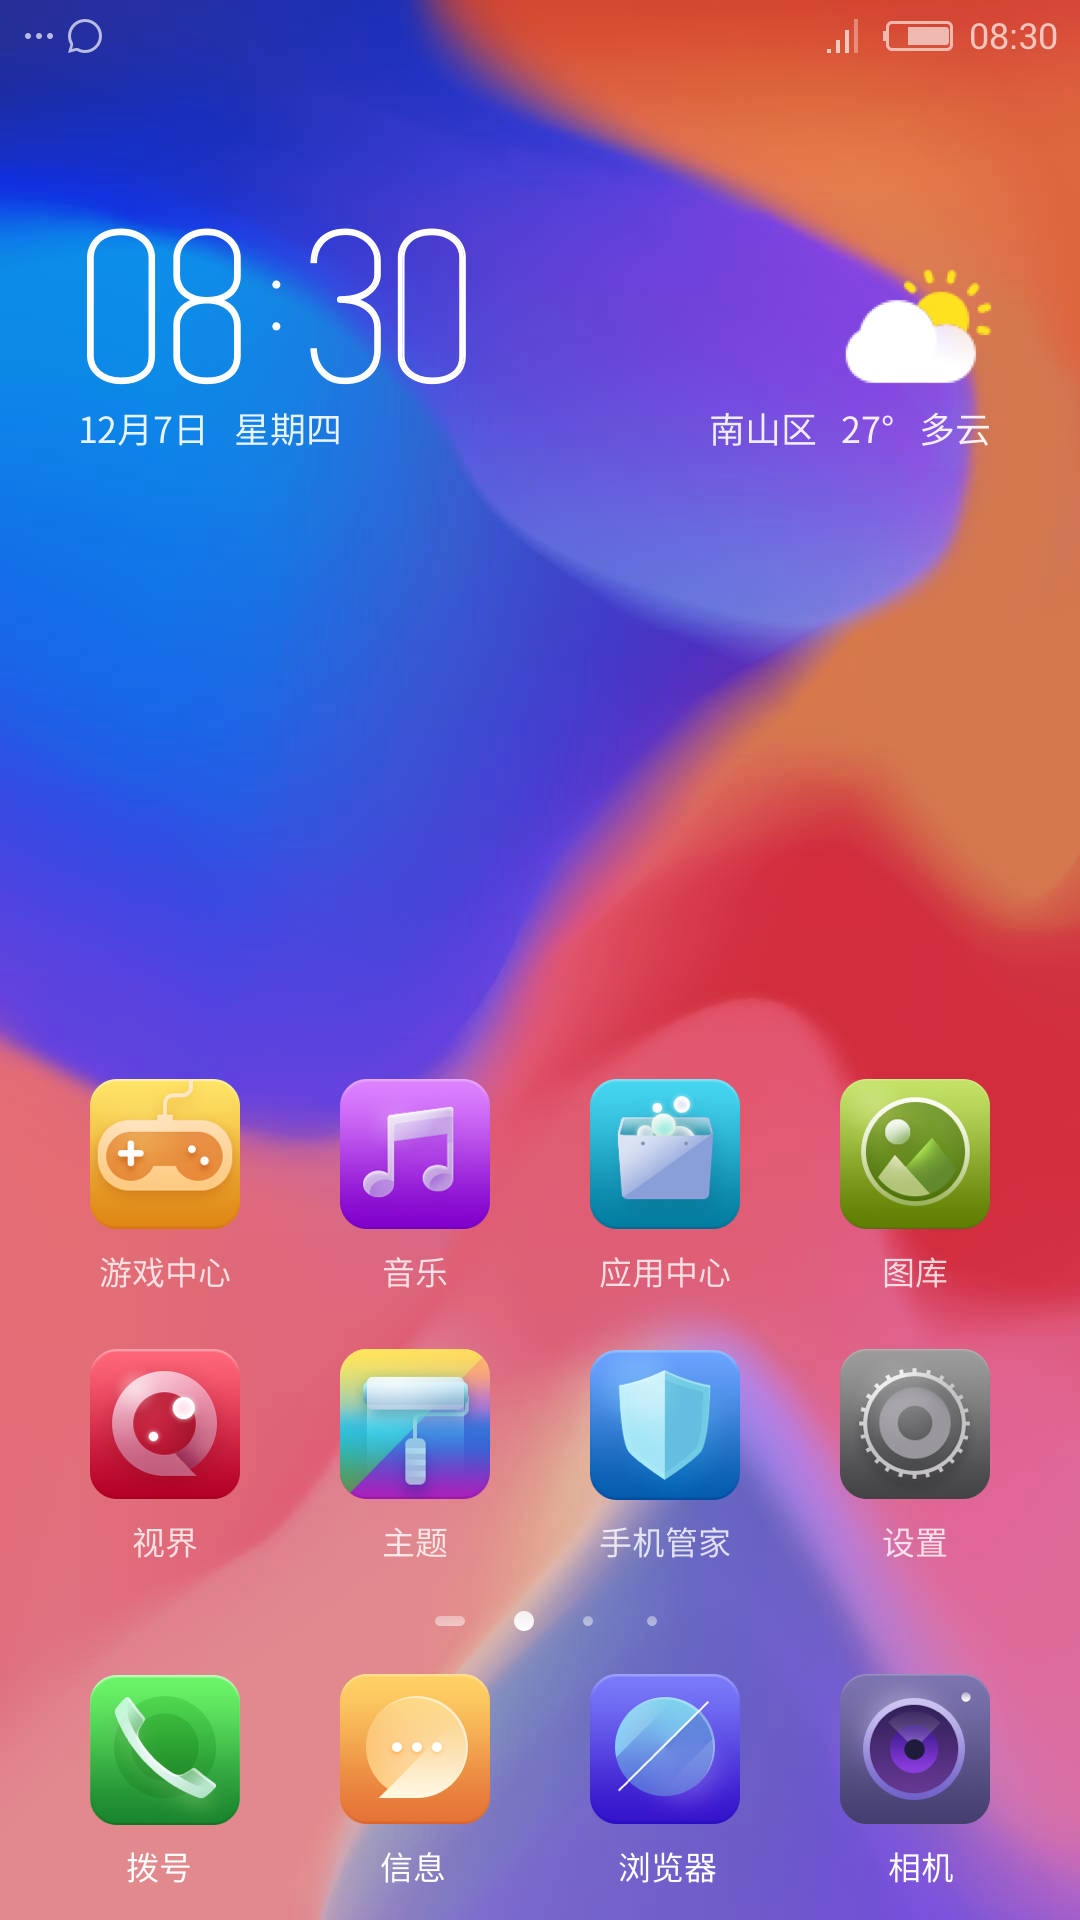 08:30
08:30
12月7日 星期四
南山区 27° 多云
游戏中心 音乐 应用中心 图库
视界 主题 手机管家 设置
拨号 信息 浏览器 相机